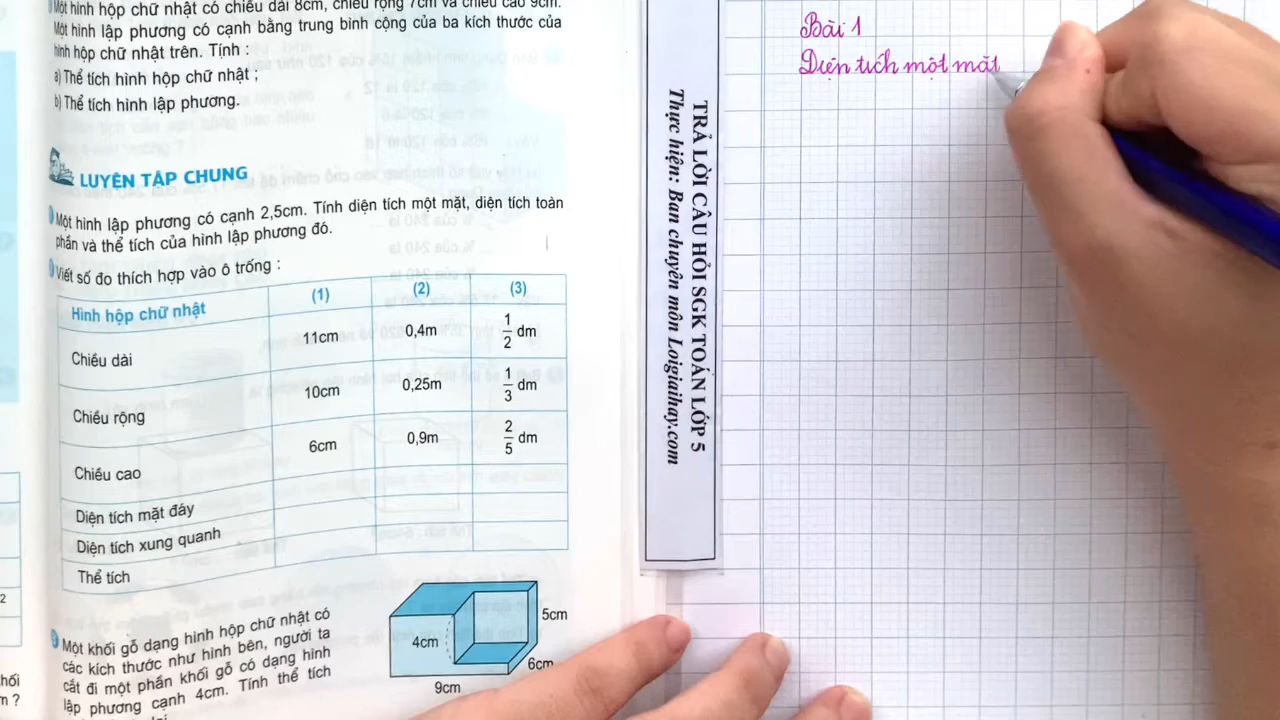 Một hình hộp chữ nhật có chiều dài 8cm, chiều rộng 7cm và chiều cao 9cm.
Một hình lập phương có cạnh bằng trung bình cộng của ba kích thước của
hình hộp chữ nhật trên. Tính :
a) Thể tích hình hộp chữ nhật ;
b) Thể tích hình lập phương.
LUYỆN TẬP CHUNG
Một hình lập phương có cạnh 2,5cm. Tính diện tích một mặt, diện tích toàn
phần và thể tích của hình lập phương đó.
Viết số đo thích hợp vào ô trống :
Hình hộp chữ nhật (1) (2) (3)
Chiều dài 11cm 0,4m 1/2 dm
Chiều rộng 10cm 0,25m 1/3 dm
Chiều cao 6cm 0,9m 2/5 dm
Diện tích mặt đáy
Diện tích xung quanh
Thể tích
Một khối gỗ dạng hình hộp chữ nhật có
các kích thước như hình bên, người ta
cắt đi một phần khối gỗ có dạng hình
lập phương cạnh 4cm. Tính thể tích
4cm
5cm
6cm
9cm
2
khối
m ?
TRẢ LỜI CÂU HỎI SGK TOÁN LỚP 5
Thực hiện: Ban chuyên môn Loigiaihay.com
Bài 1
Diện tích một mặt